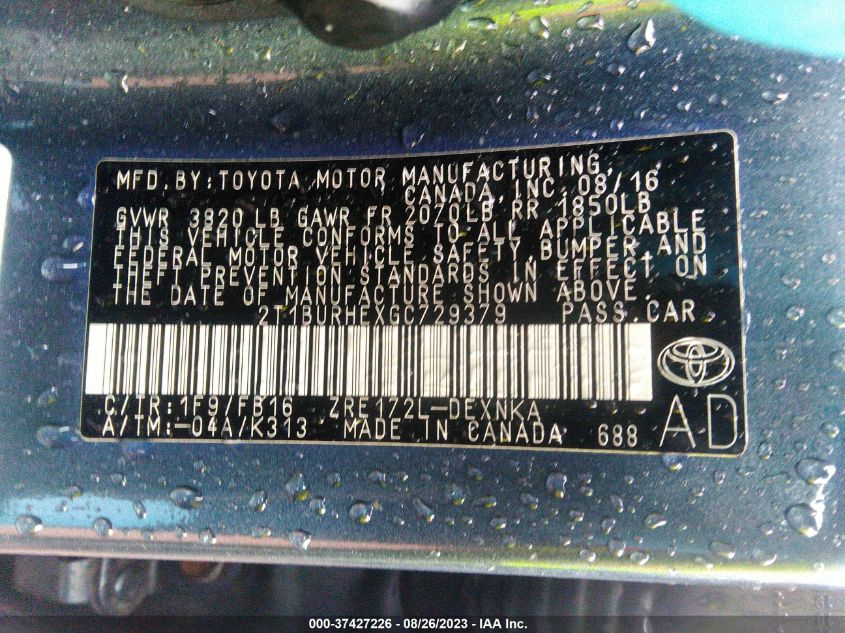 MFD. BY: TOYOTA MOTOR MANUFACTURING,
CANADA, INC. 08/16
GVWR 3820 LB GAWR FR 2070LB RR 1850LB
THIS VEHICLE CONFORMS TO ALL APPLICABLE
FEDERAL MOTOR VEHICLE SAFETY, BUMPER, AND
THEFT PREVENTION STANDARDS IN EFFECT ON
THE DATE OF MANUFACTURE SHOWN ABOVE.
2T1BURHEXGC729379 PASS. CAR
C/TR: 1F9/FB16 ZRE172L-DEXNKA
A/TM: -04A/K313 MADE IN CANADA 688
AD
000-37427226 - 08/26/2023 - IAA Inc.